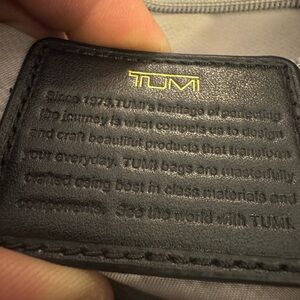 TUMI
Since 1975, TUMI's heritage of perfecting
the journey is what compels us to design
and craft beautiful products that transform
your everyday. TUMI bags are masterfully
crafted using best in class materials and
components. See the world with TUMI.